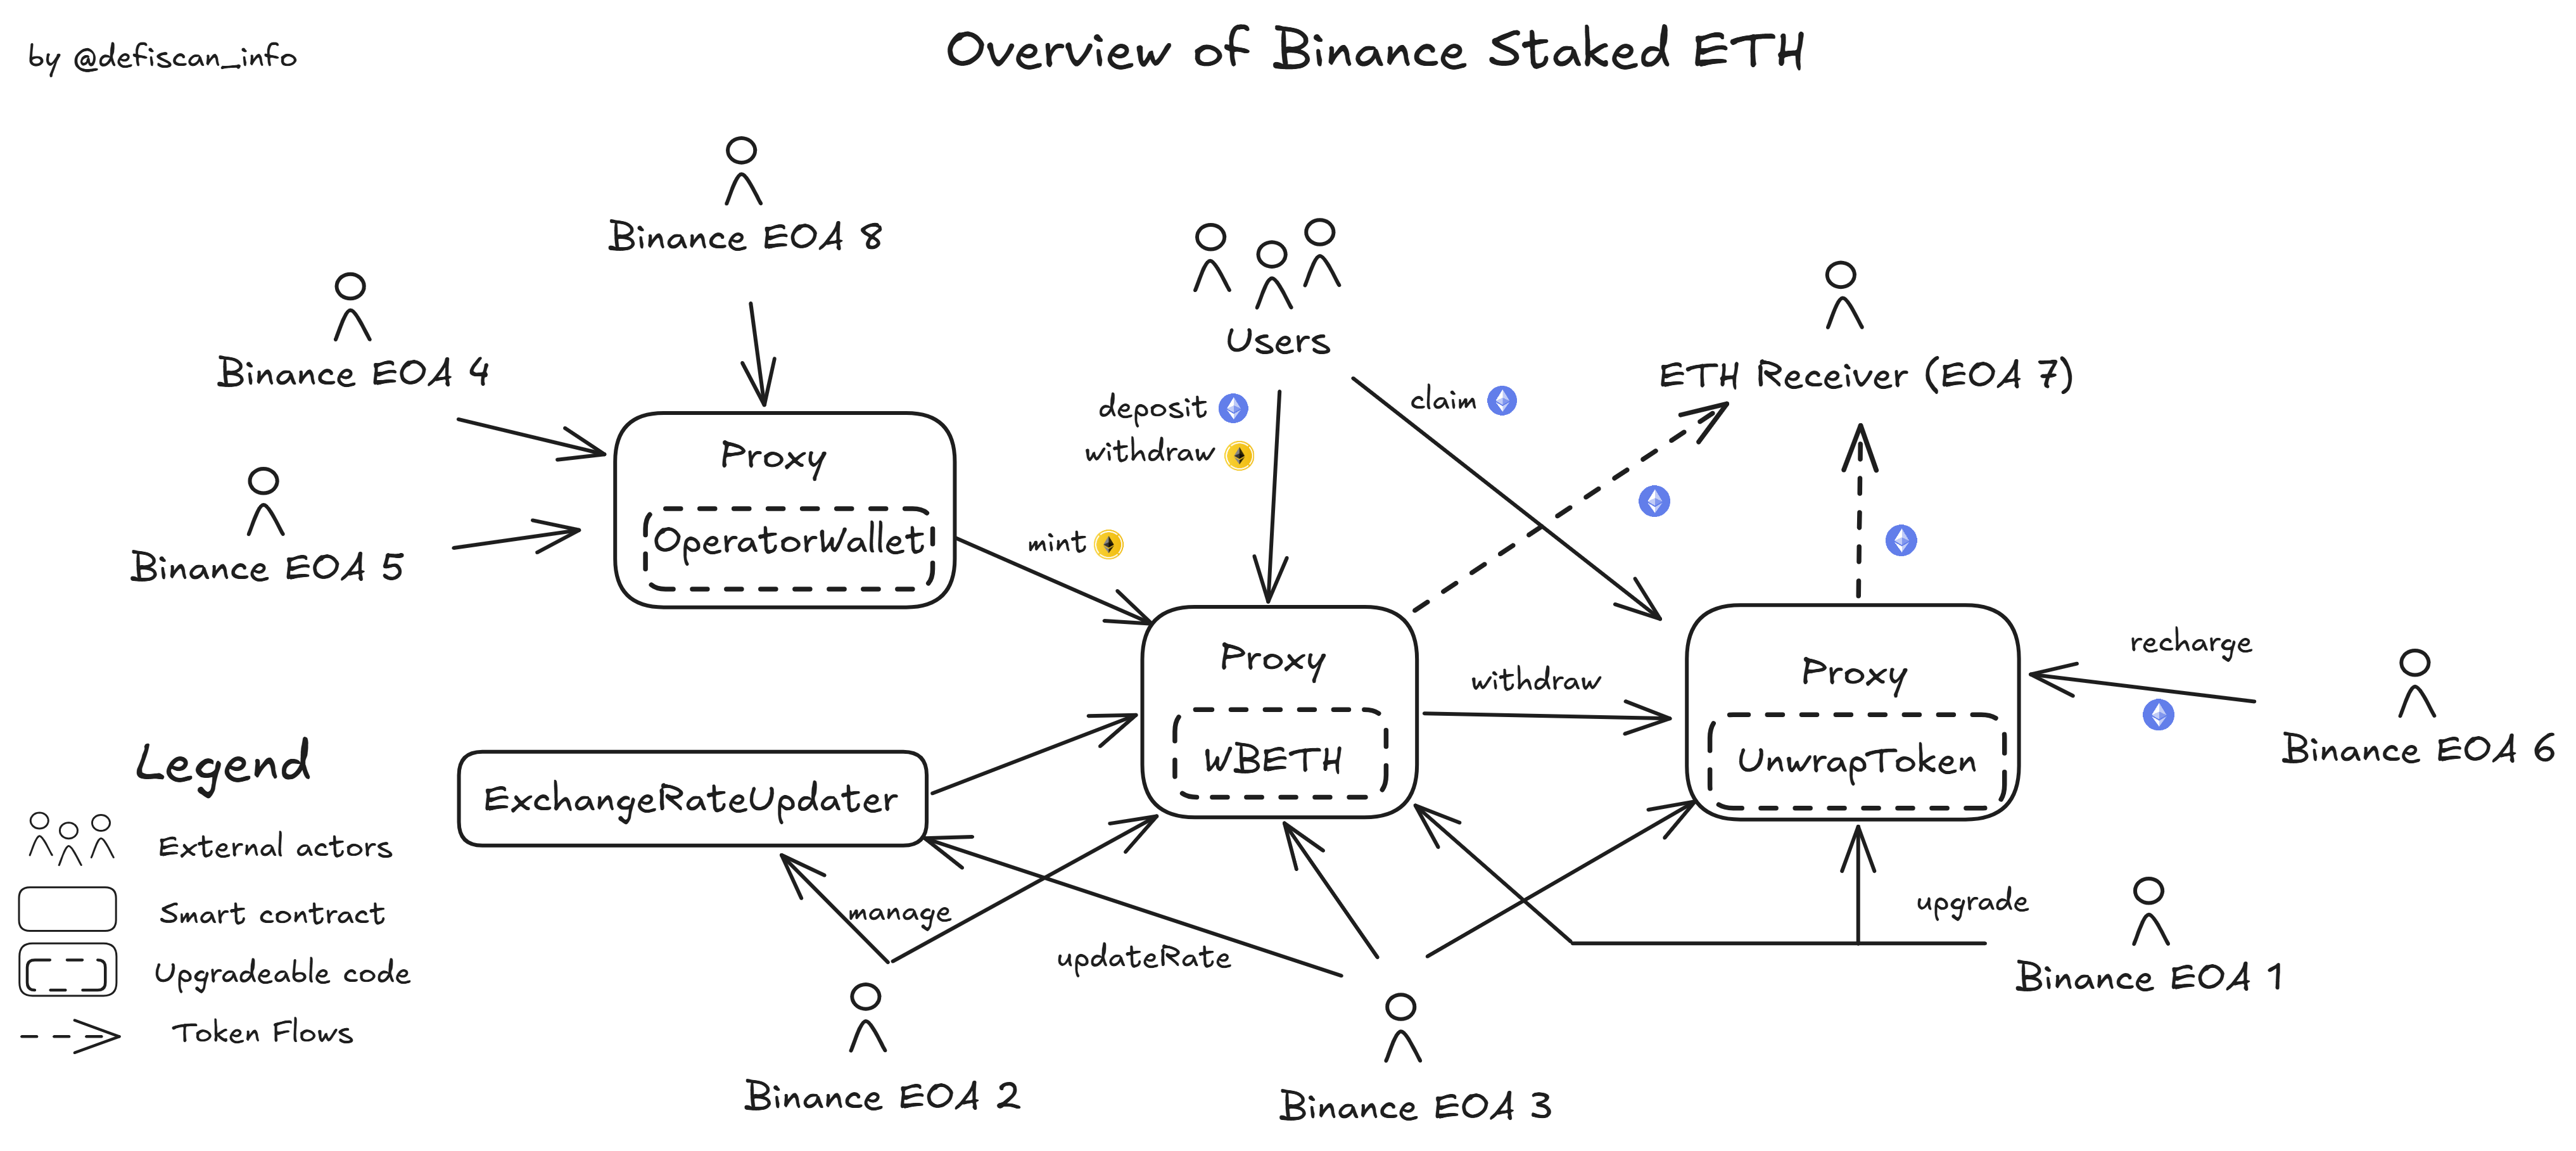 by @defiscan_info
Overview of Binance Staked ETH
Binance EOA 8
Binance EOA 4
Users
ETH Receiver (EOA 7)
deposit
claim
withdraw
Proxy
OperatorWallet
Binance EOA 5
mint
Proxy
WBETH
withdraw
Proxy
UnwrapToken
recharge
Binance EOA 6
ExchangeRateUpdater
Legend
External actors
Smart contract
Upgradeable code
Token Flows
manage
updateRate
upgrade
Binance EOA 1
Binance EOA 2
Binance EOA 3